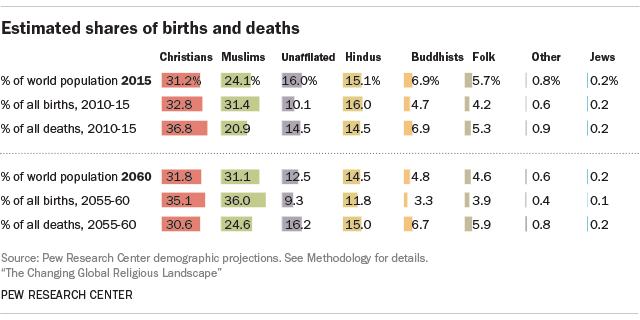 Estimated shares of births and deaths
Christians Muslims Unaffilated Hindus Buddhists Folk Other Jews
% of world population 2015 31.2% 24.1% 16.0% 15.1% 6.9% 5.7% 0.8% 0.2%
% of all births, 2010-15 32.8 31.4 10.1 16.0 4.7 4.2 0.6 0.2
% of all deaths, 2010-15 36.8 20.9 14.5 14.5 6.9 5.3 0.9 0.2
% of world population 2060 31.8 31.1 12.5 14.5 4.8 4.6 0.6 0.2
% of all births, 2055-60 35.1 36.0 9.3 11.8 3.3 3.9 0.4 0.1
% of all deaths, 2055-60 30.6 24.6 16.2 15.0 6.7 5.9 0.8 0.2
Source: Pew Research Center demographic projections. See Methodology for details.
“The Changing Global Religious Landscape”
PEW RESEARCH CENTER